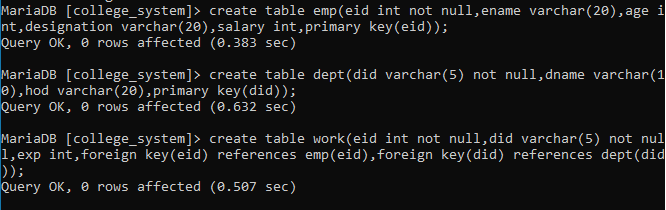 MariaDB [college_system]> create table emp(eid int not null,ename varchar(20),age i
nt,designation varchar(20),salary int,primary key(eid));
Query OK, 0 rows affected (0.383 sec)
MariaDB [college_system]> create table dept(did varchar(5) not null,dname varchar(1
0),hod varchar(20),primary key(did));
Query OK, 0 rows affected (0.632 sec)
MariaDB [college_system]> create table work(eid int not null,did varchar(5) not nul
l,exp int,foreign key(eid) references emp(eid),foreign key(did) references dept(did
));
Query OK, 0 rows affected (0.507 sec)